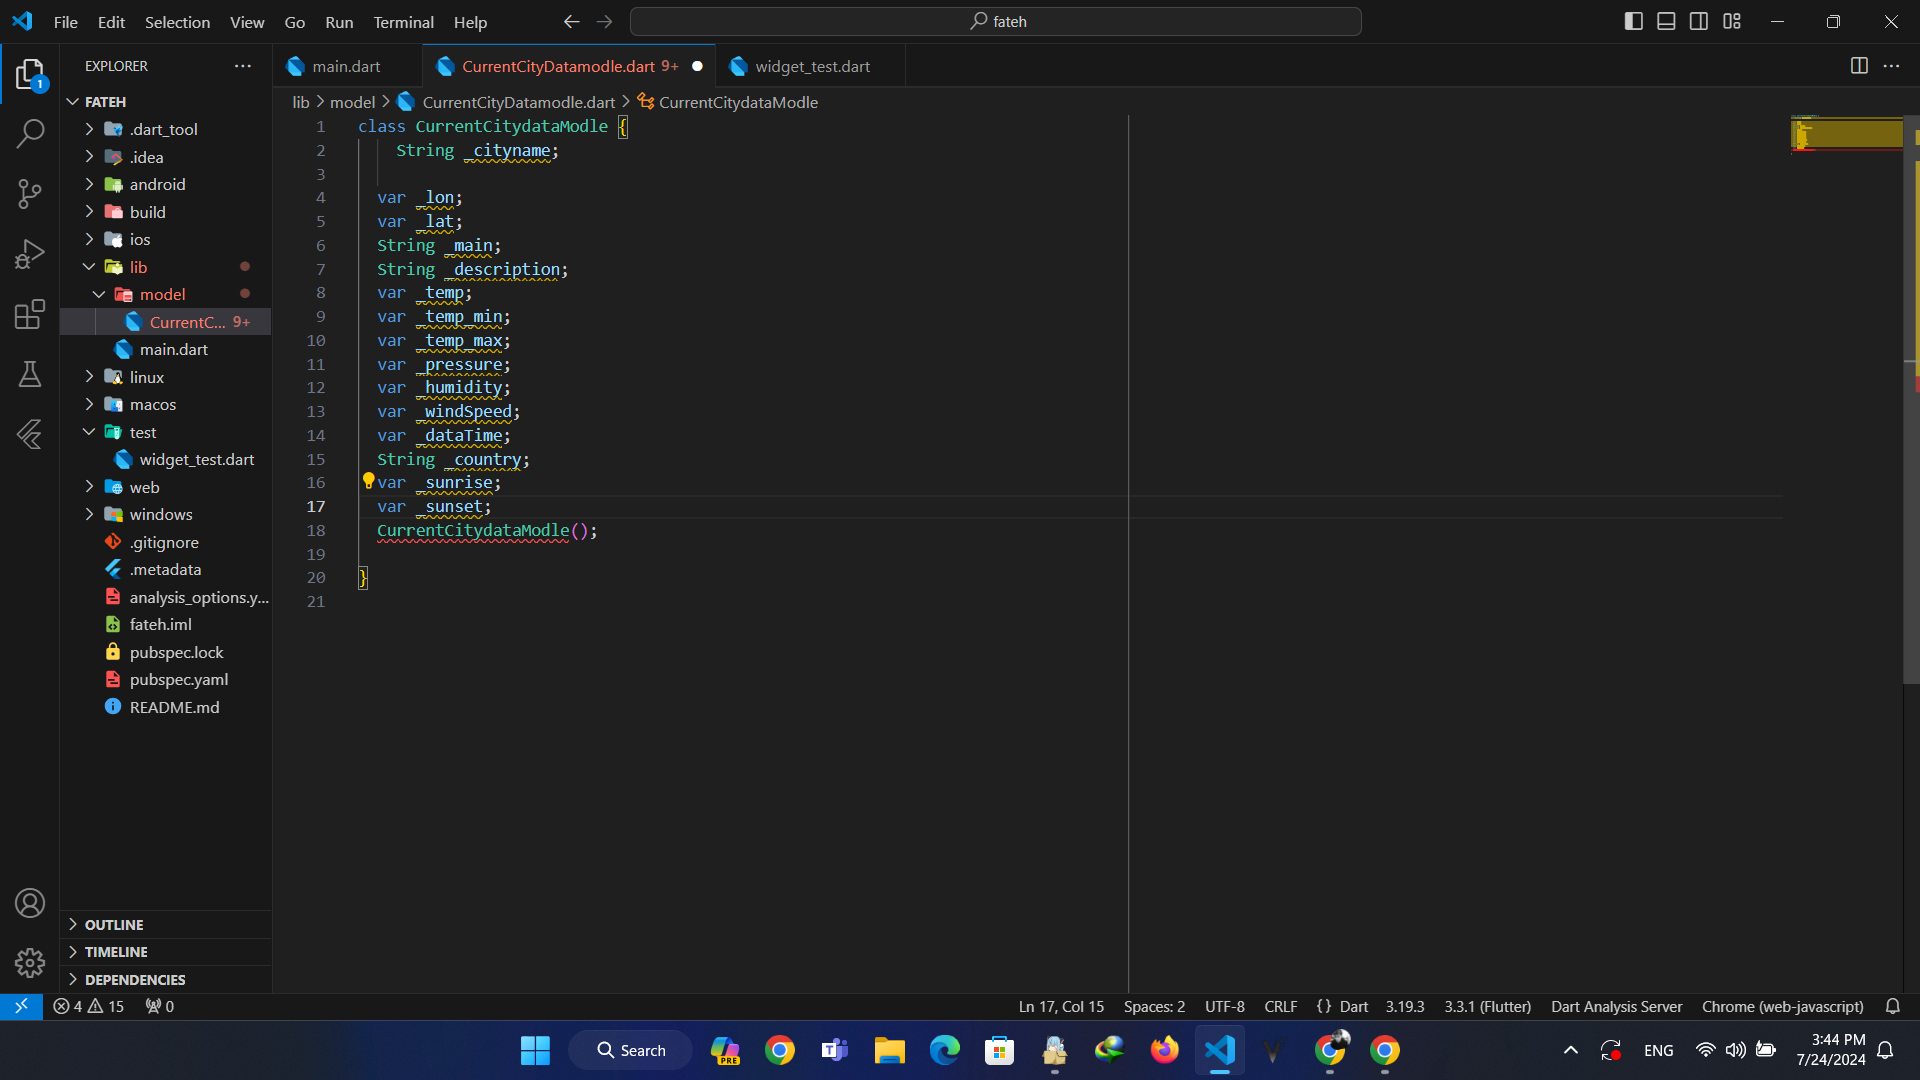 File Edit Selection View Go Run Terminal Help
fateh
EXPLORER
1
FATEH
.dart_tool
.idea
android
build
ios
lib
model
CurrentC... 9+
main.dart
linux
macos
test
widget_test.dart
web
windows
.gitignore
.metadata
analysis_options.y...
fateh.iml
pubspec.lock
pubspec.yaml
README.md
OUTLINE
TIMELINE
DEPENDENCIES
main.dart CurrentCityDatamodle.dart 9+ widget_test.dart
lib > model > CurrentCityDatamodle.dart > CurrentCitydataModle
1 class CurrentCitydataModle {
2 String _cityname;
3
4 var _lon;
5 var _lat;
6 String _main;
7 String _description;
8 var _temp;
9 var _temp_min;
10 var _temp_max;
11 var _pressure;
12 var _humidity;
13 var _windSpeed;
14 var _dataTime;
15 String _country;
16 var _sunrise;
17 var _sunset;
18 CurrentCitydataModle();
19
20 }
21
4 15 0 Ln 17, Col 15 Spaces: 2 UTF-8 CRLF {} Dart 3.19.3 3.3.1 (Flutter) Dart Analysis Server Chrome (web-javascript)
Search PRE ENG 3:44 PM
7/24/2024